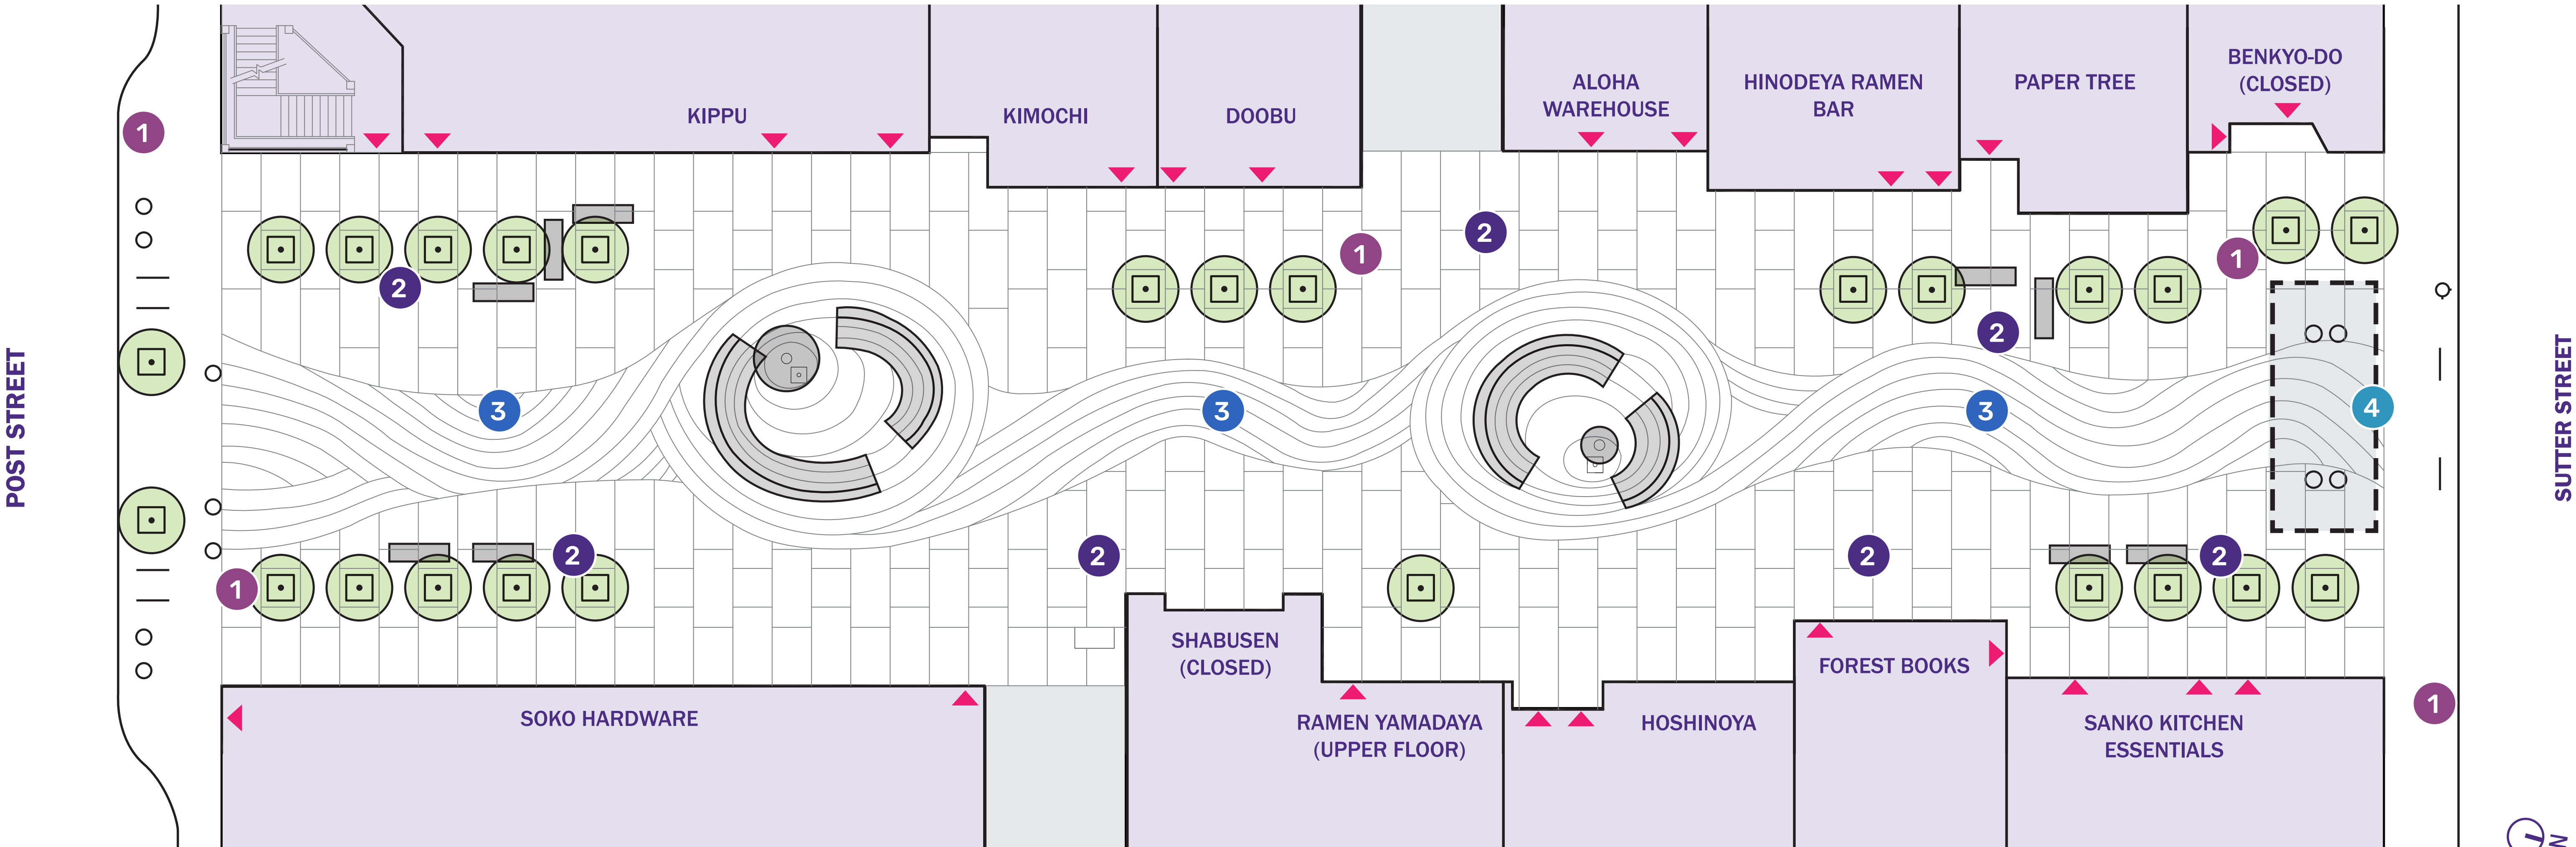 POST STREET
1
KIPPU
KIMOCHI
DOOBU
ALOHA
WAREHOUSE
HINODEYA RAMEN
BAR
PAPER TREE
BENKYO-DO
(CLOSED)
2
1
2
2
1
3
3
3
4
SUTTER STREET
1
2
2
2
2
SHABUSEN
(CLOSED)
SOKO HARDWARE
RAMEN YAMADAYA
(UPPER FLOOR)
HOSHINOYA
FOREST BOOKS
SANKO KITCHEN
ESSENTIALS
1
N